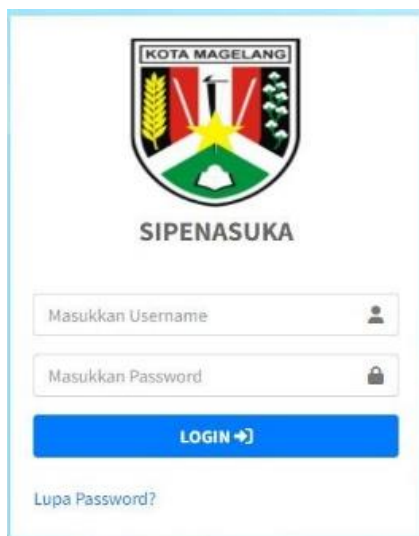 KOTA MAGELANG
SIPENASUKA
Masukkan Username
Masukkan Password
LOGIN
Lupa Password?